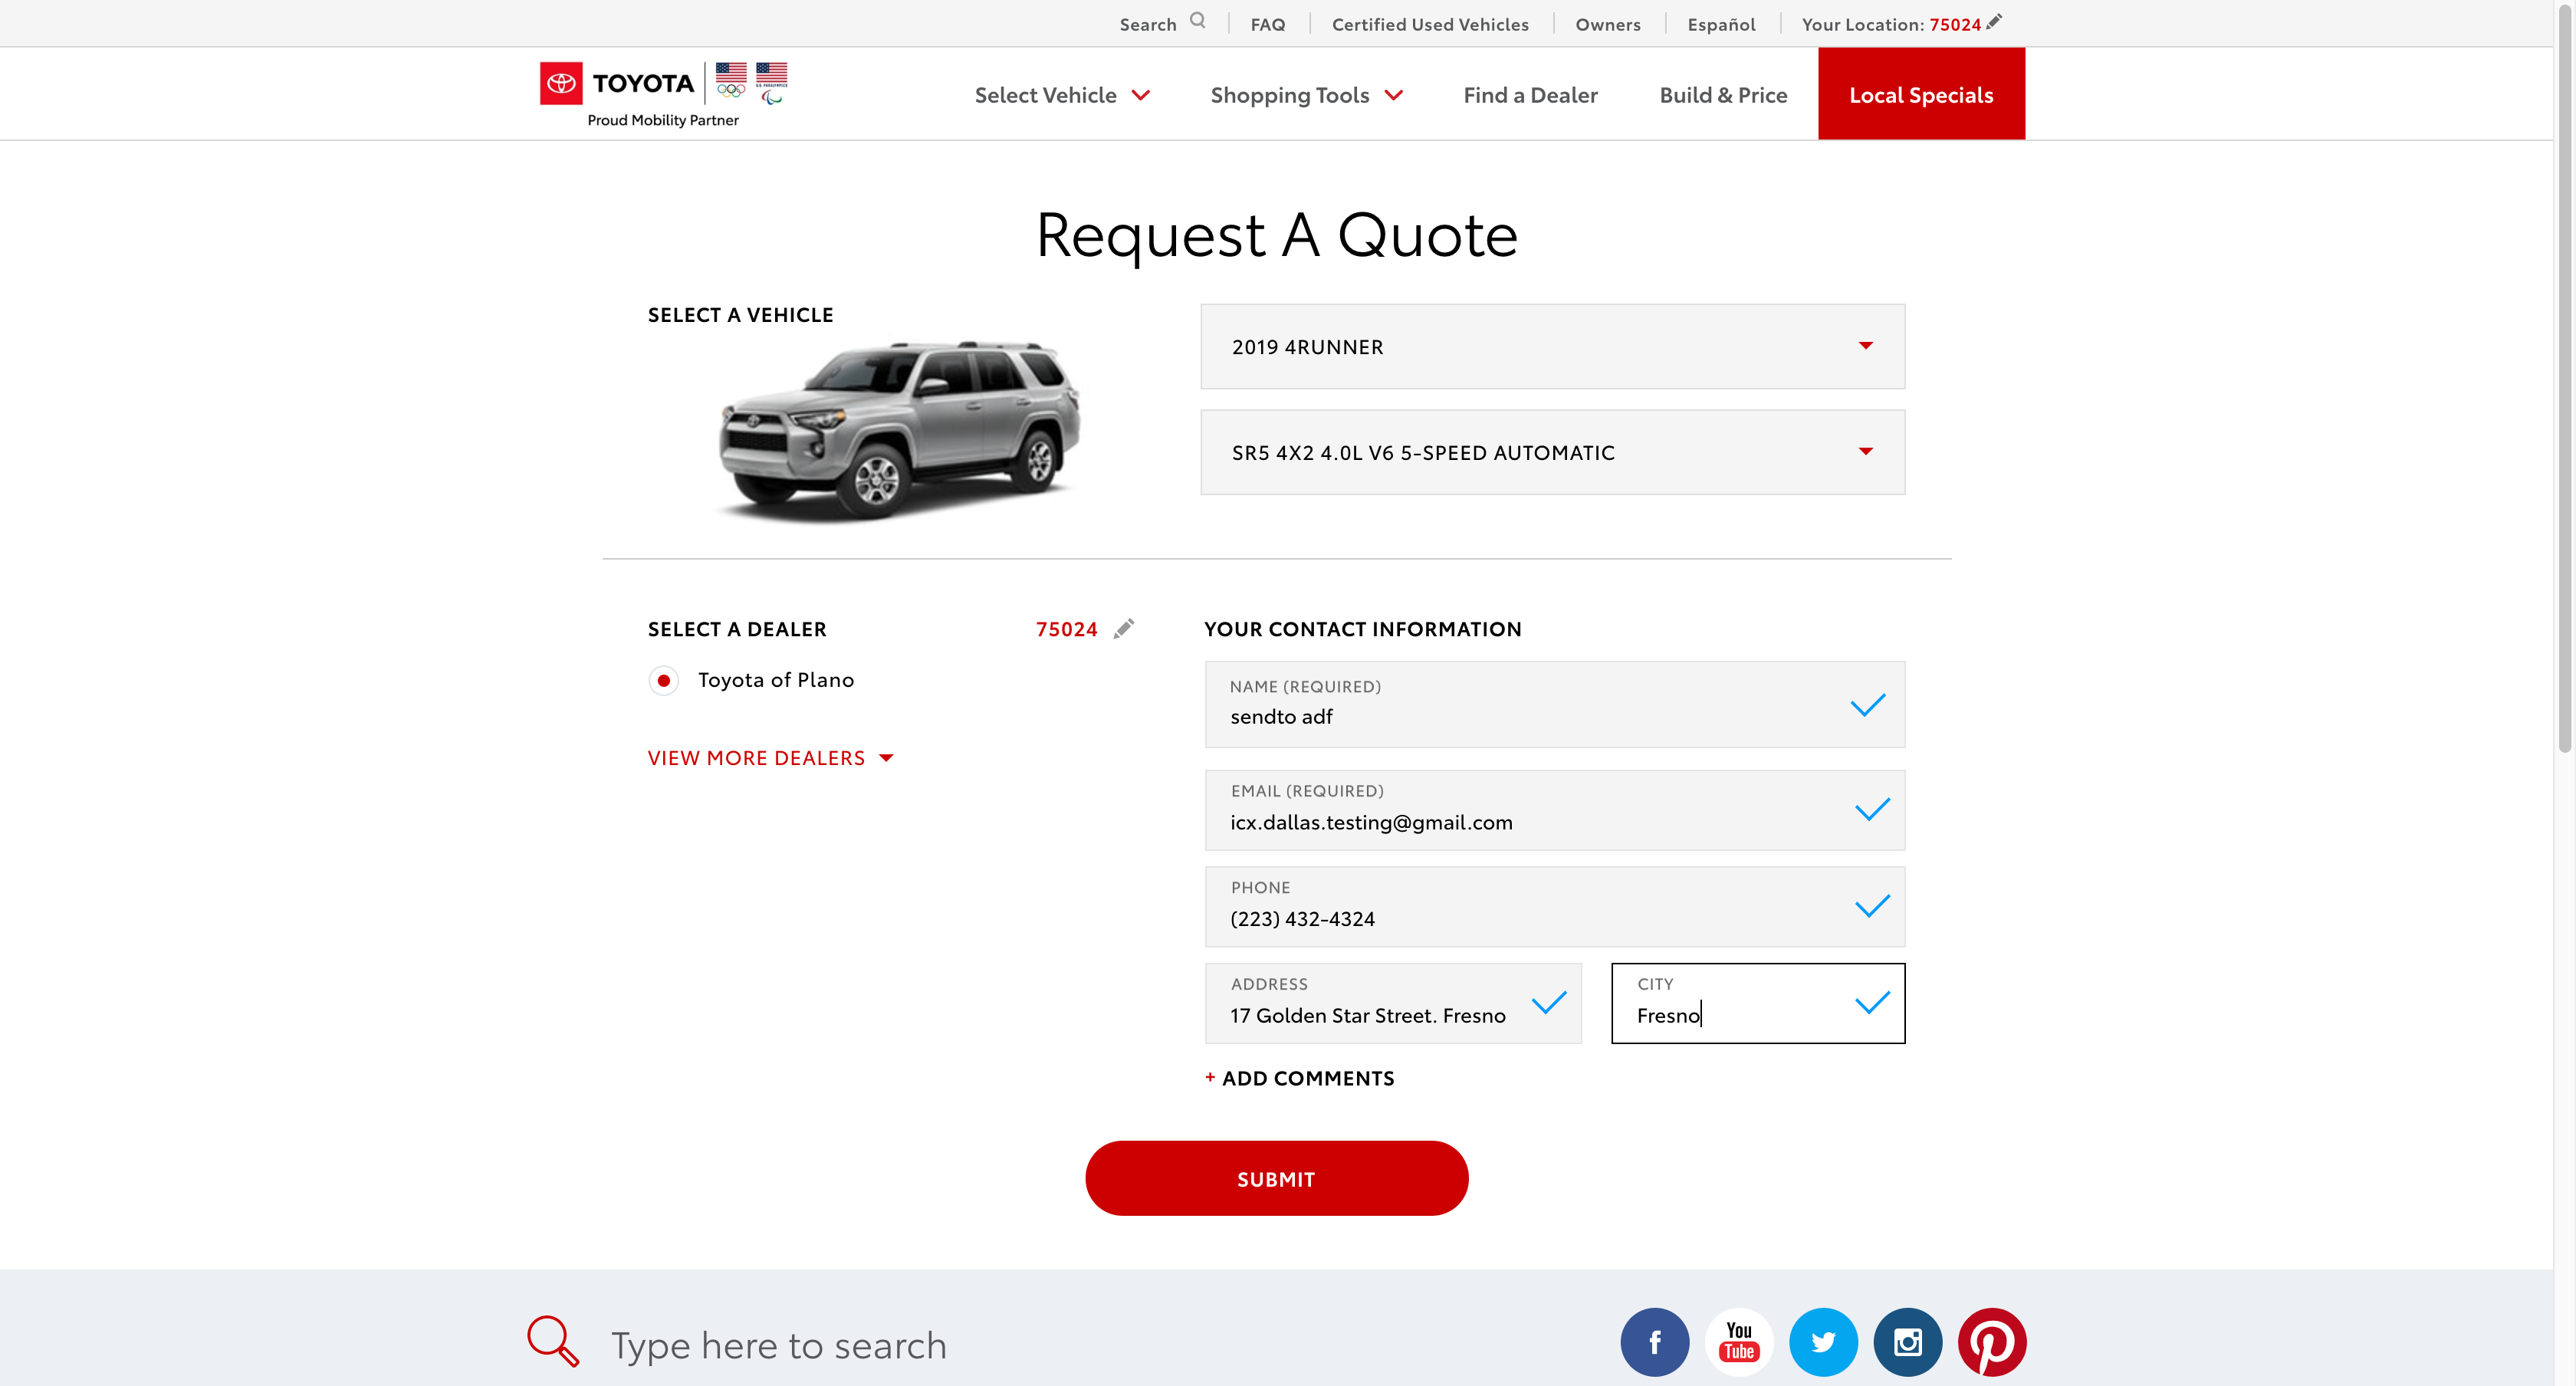 Search
FAQ
Certified Used Vehicles
Owners
Español
Your Location: 75024
TOYOTA
Proud Mobility Partner
Select Vehicle
Shopping Tools
Find a Dealer
Build & Price
Local Specials
Request A Quote
SELECT A VEHICLE
2019 4RUNNER
SR5 4X2 4.0L V6 5-SPEED AUTOMATIC
SELECT A DEALER
75024
Toyota of Plano
VIEW MORE DEALERS
YOUR CONTACT INFORMATION
NAME (REQUIRED)
sendto adf
EMAIL (REQUIRED)
icx.dallas.testing@gmail.com
PHONE
(223) 432-4324
ADDRESS
17 Golden Star Street. Fresno
CITY
Fresno
+ ADD COMMENTS
SUBMIT
Type here to search
f
You
Tube